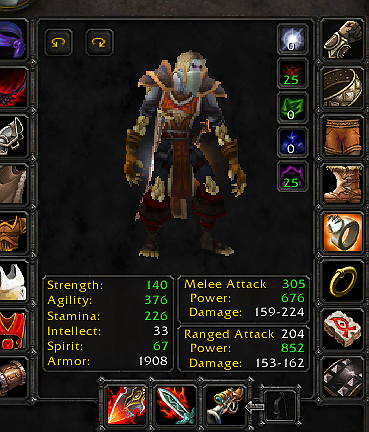 0
25
0
0
25
Strength: 140
Agility: 376
Stamina: 226
Intellect: 33
Spirit: 67
Armor: 1908
Melee Attack 305
Power: 676
Damage: 159-224
Ranged Attack 204
Power: 852
Damage: 153-162